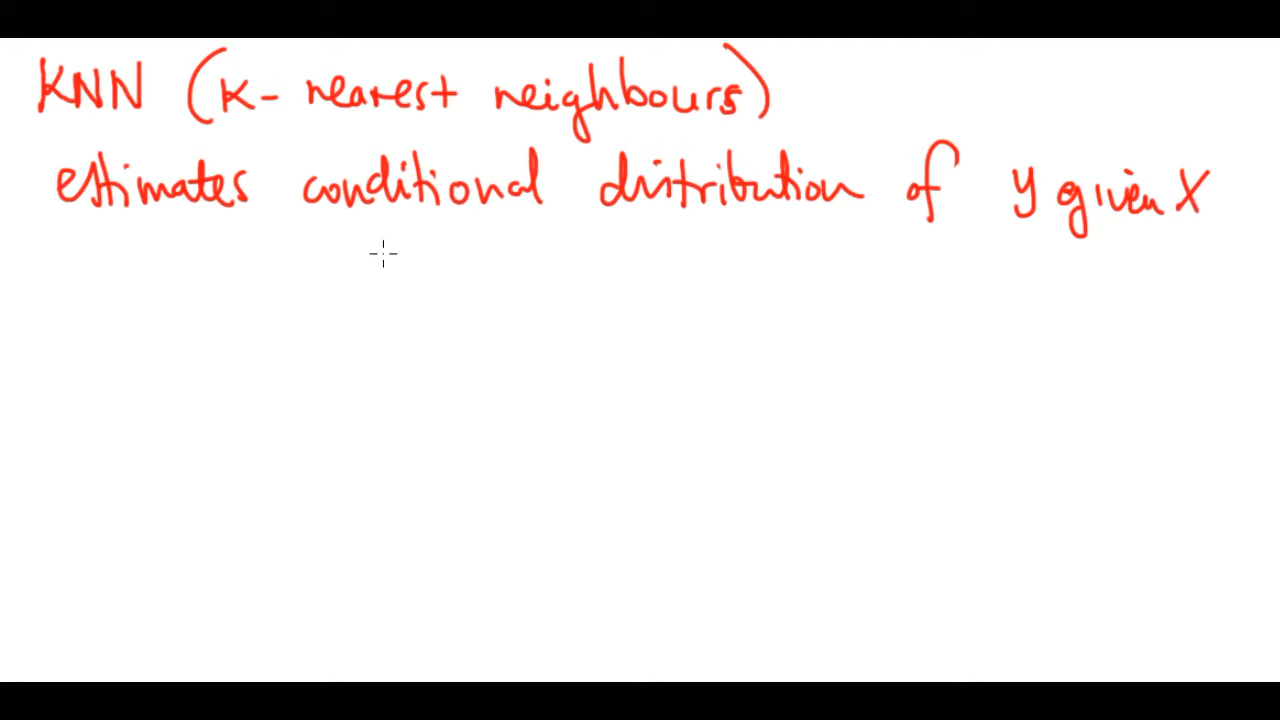 KNN (K- nearest neighbours)
estimates conditional distribution of y given X